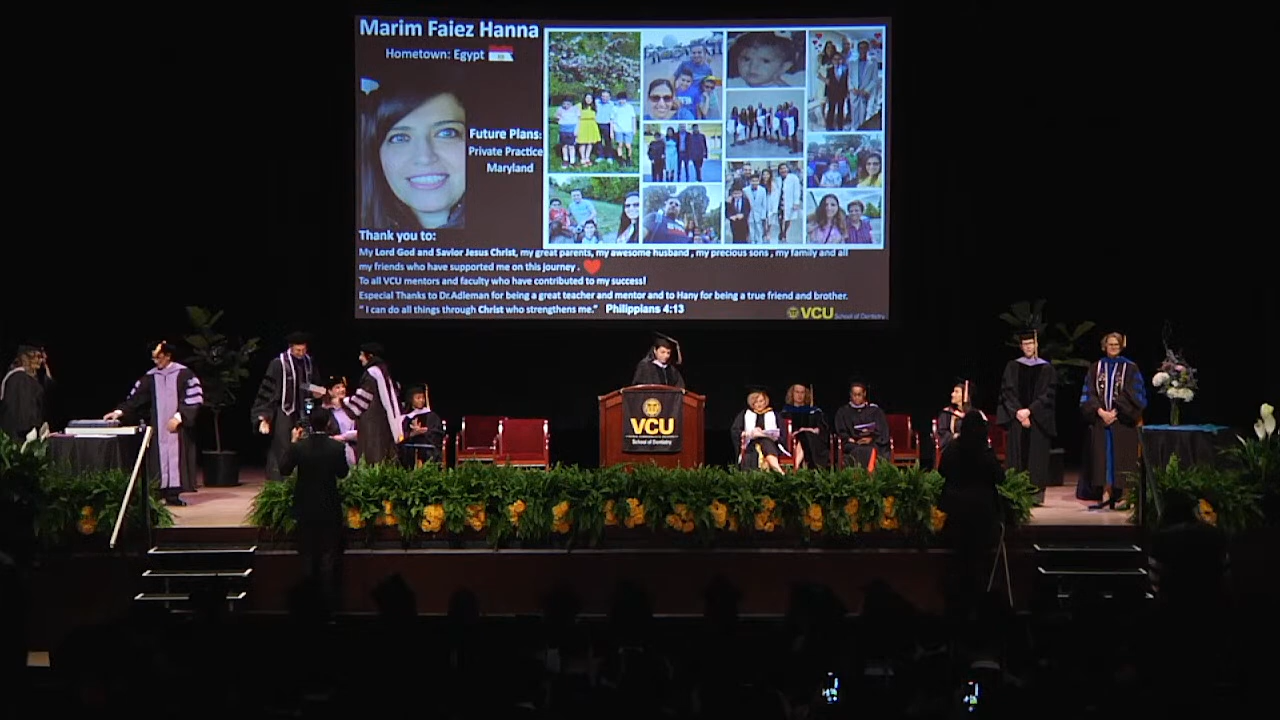 Marim Faiez Hanna
Hometown: Egypt
Future Plans:
Private Practice
Maryland
Thank you to:
My Lord God and Savior Jesus Christ, my great parents, my awesome husband , my precious sons , my family and all
my friends who have supported me on this journey .
To all VCU mentors and faculty who have contributed to my success!
Especial Thanks to Dr.Adleman for being a great teacher and mentor and to Hany for being a true friend and brother.
" I can do all things through Christ who strengthens me." Philippians 4:13
VCU School of Dentistry
VCU
School of Dentistry